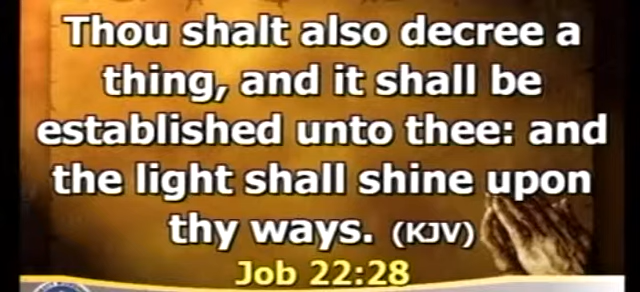 Thou shalt also decree a
thing, and it shall be
established unto thee: and
the light shall shine upon
thy ways. (KJV)
Job 22:28